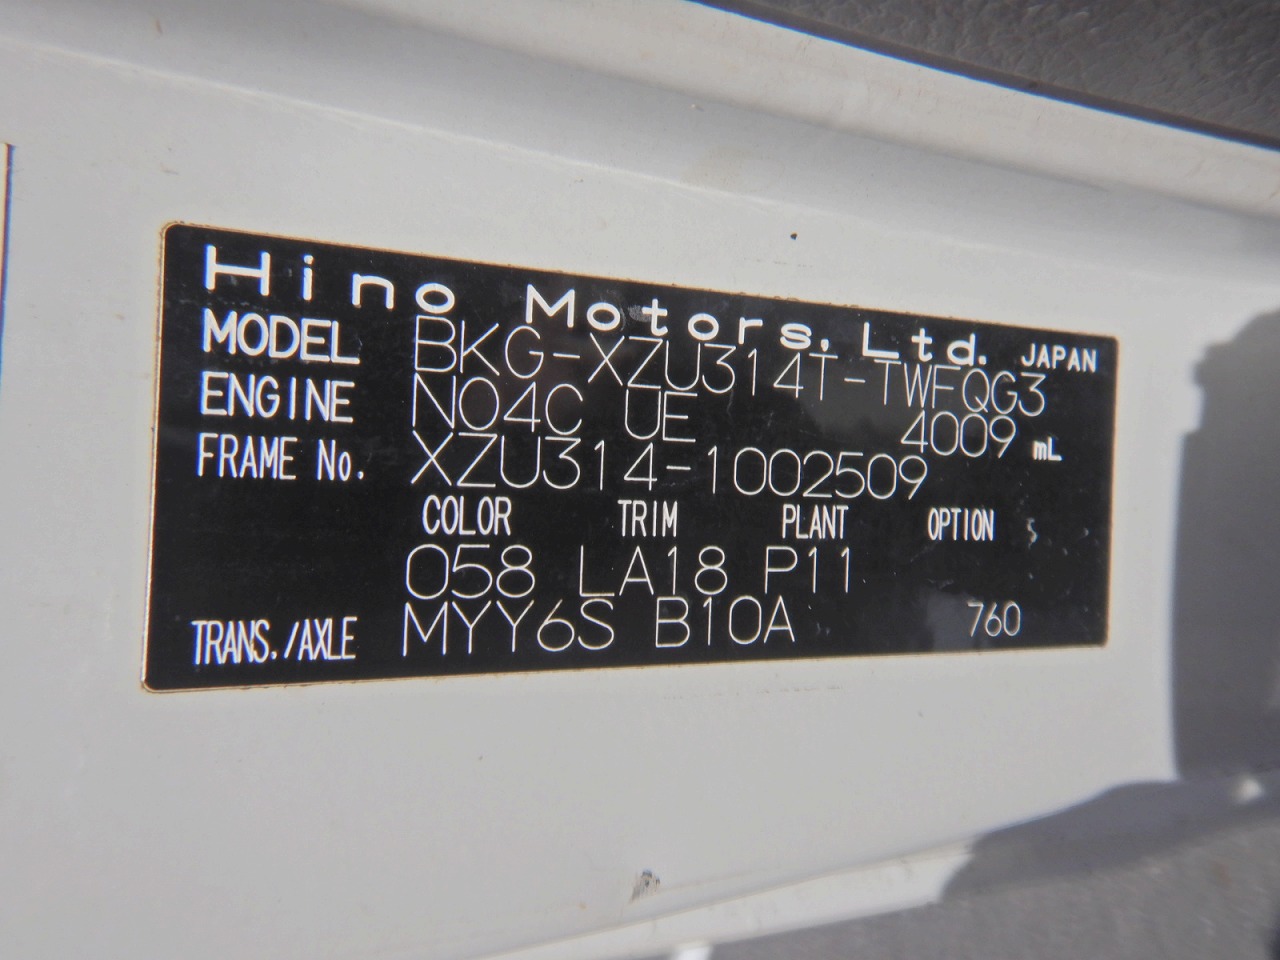 Hino Motors, Ltd. JAPAN
MODEL BKG-XZU314T-TWFQG3
ENGINE N04C UE 4009 mL
FRAME No. XZU314-1002509
COLOR TRIM PLANT OPTION
058 LA18 P11
TRANS./AXLE MYY6S B10A 760